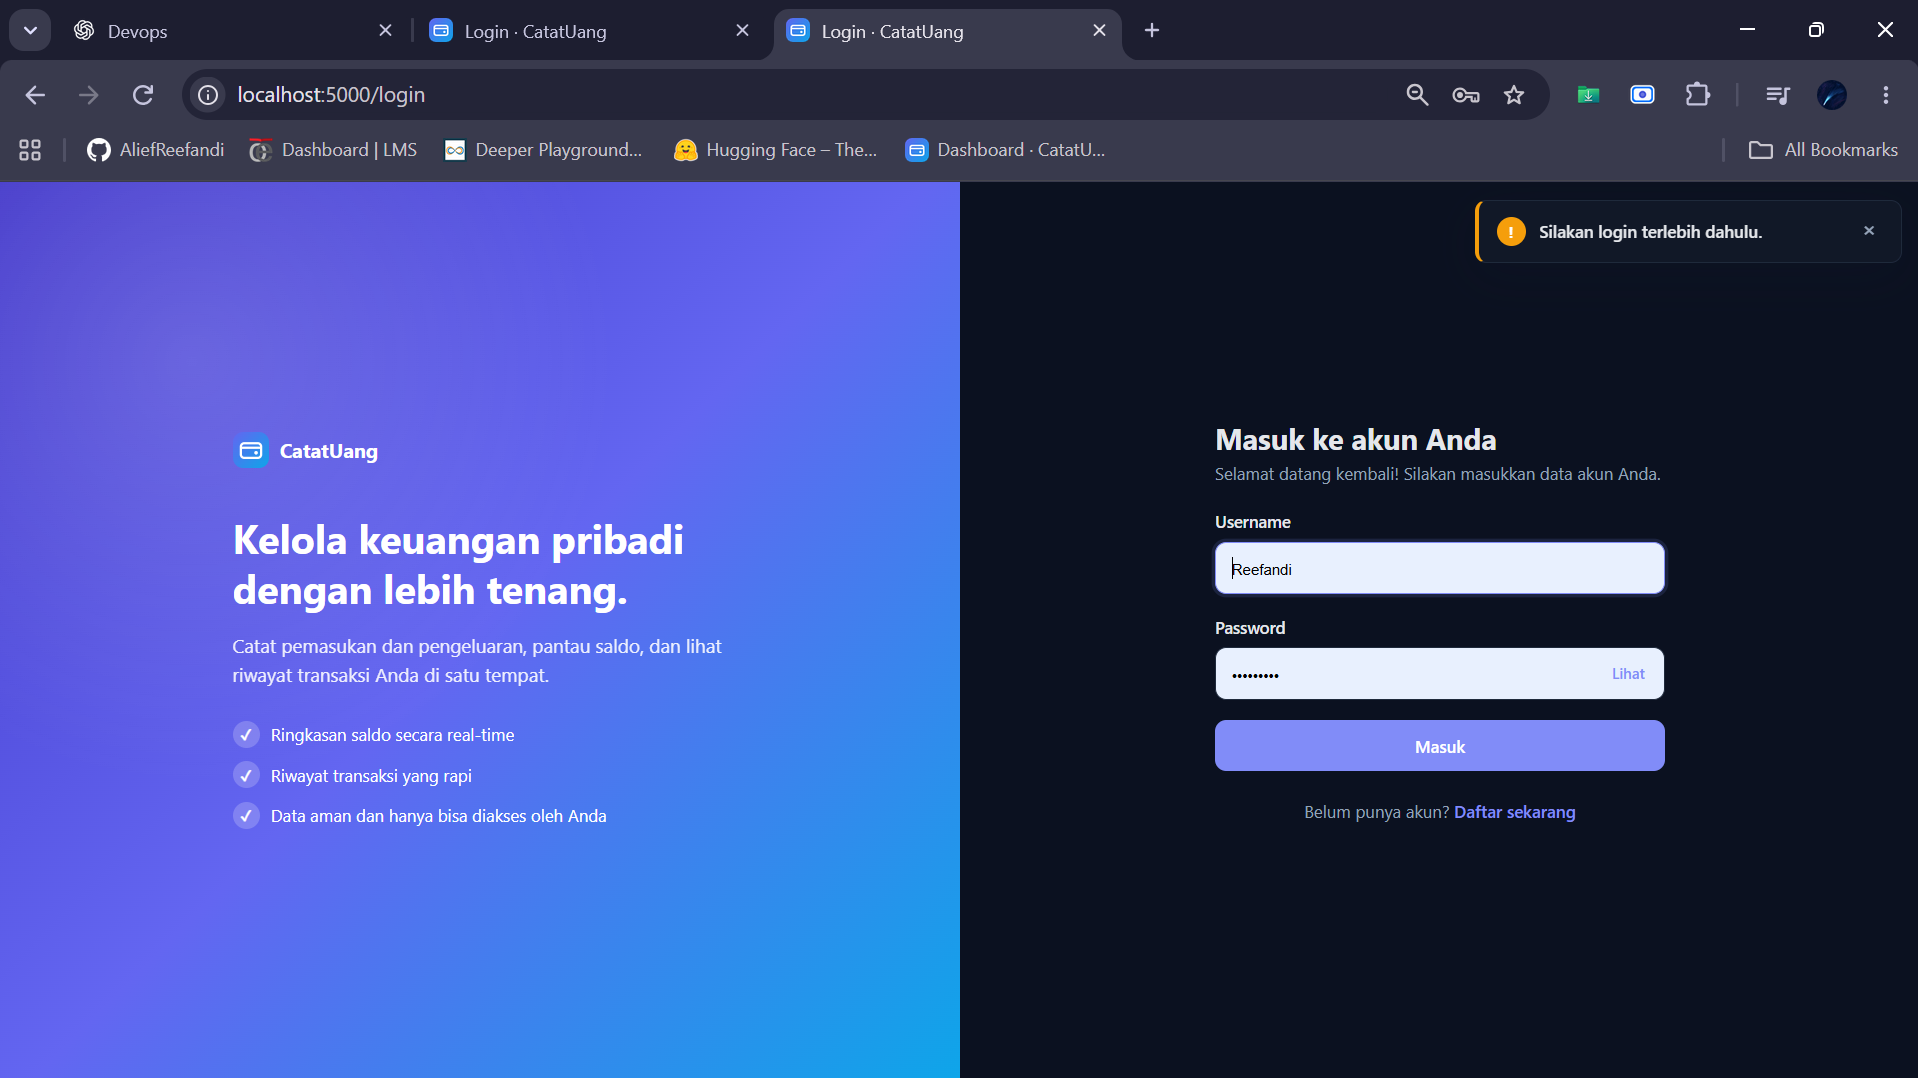 Devops
Login · CatatUang
Login · CatatUang
localhost:5000/login
AliefReefandi
Dashboard | LMS
Deeper Playground...
Hugging Face – The...
Dashboard · CatatU...
All Bookmarks
Silakan login terlebih dahulu.
CatatUang
Kelola keuangan pribadi
dengan lebih tenang.
Catat pemasukan dan pengeluaran, pantau saldo, dan lihat
riwayat transaksi Anda di satu tempat.
Ringkasan saldo secara real-time
Riwayat transaksi yang rapi
Data aman dan hanya bisa diakses oleh Anda
Masuk ke akun Anda
Selamat datang kembali! Silakan masukkan data akun Anda.
Username
Reefandi
Password
•••••••••
Lihat
Masuk
Belum punya akun? Daftar sekarang